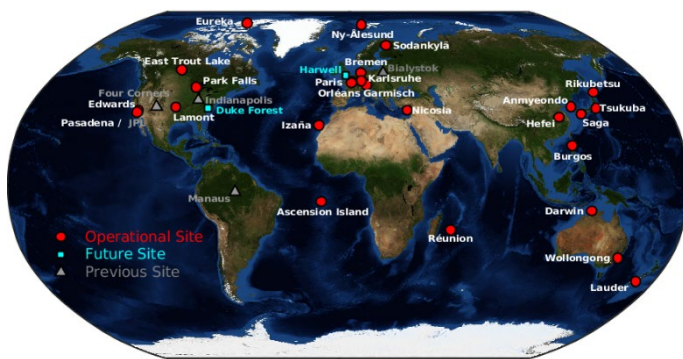 Eureka
Ny-Ålesund
Sodankylä
East Trout Lake
Bremen
Harwell
Bialystok
Four Corners
Park Falls
Paris
Karlsruhe
Orléans Garmisch
Rikubetsu
Edwards
Indianapolis
Anmyeondo
Tsukuba
Pasadena / JPL
Lamont
Duke Forest
Nicosia
Hefei
Saga
Izaña
Burgos
Manaus
Ascension Island
Darwin
Réunion
Operational Site
Future Site
Previous Site
Wollongong
Lauder